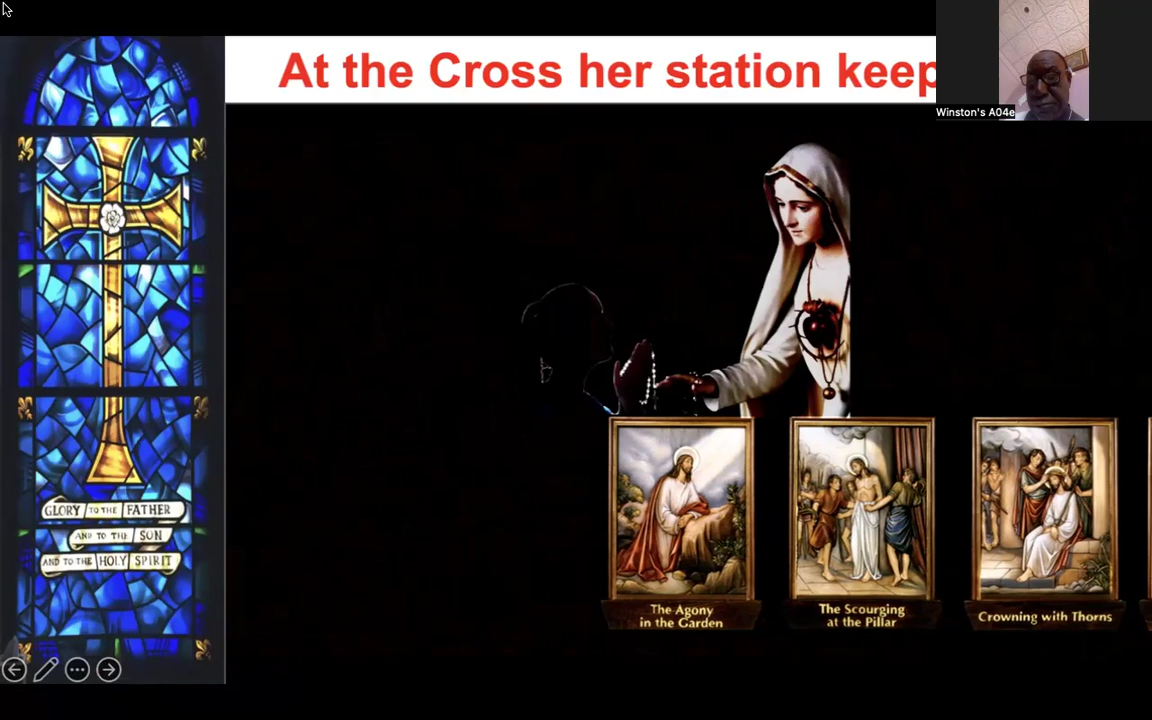 At the Cross her station keep
Winston's A04e
GLORY TO THE FATHER
AND TO THE SON
AND TO THE HOLY SPIRIT
The Agony
in the Garden
The Scourging
at the Pillar
Crowning with Thorns